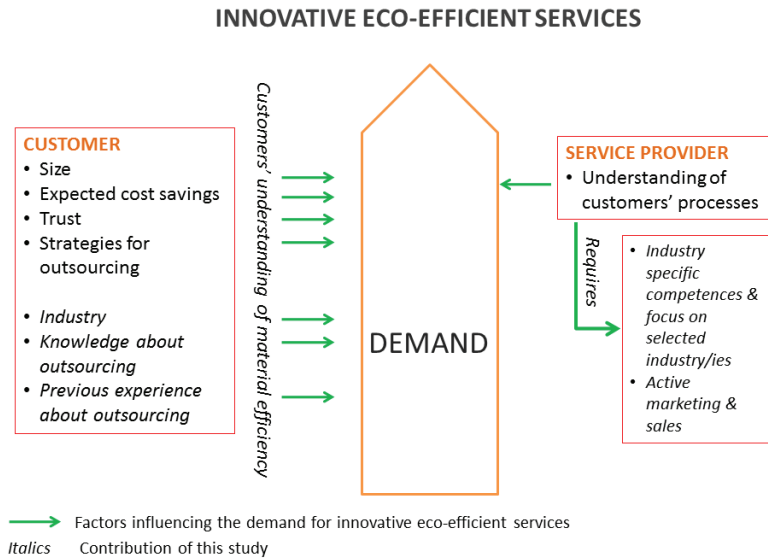 INNOVATIVE ECO-EFFICIENT SERVICES
CUSTOMER
• Size
• Expected cost savings
• Trust
• Strategies for
outsourcing
• Industry
• Knowledge about
outsourcing
• Previous experience
about outsourcing
Customers' understanding of material efficiency
DEMAND
SERVICE PROVIDER
• Understanding of
customers' processes
Requires
• Industry
specific
competences &
focus on
selected
industry/ies
• Active
marketing &
sales
Factors influencing the demand for innovative eco-efficient services
Italics Contribution of this study